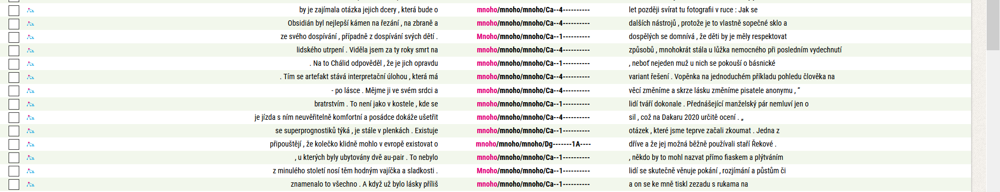 by je zajímala otázka jejich dcery , která bude o mnoho/mnoho/mnoho/Ca--4---------- let později svírat tu fotografii v ruce : Jak se
Obsidián byl nejlepší kámen na řezání , na zbraně a mnoho/mnoho/mnoho/Ca--4---------- dalších nástrojů , protože je to vlastně sopečné sklo a
ze svého dospívání , případně z dospívání svých dětí . Mnoho/mnoho/mnoho/Ca--1---------- dospělých se domnívá , že děti by je měly respektovat
lidského utrpení . Viděla jsem za ty roky smrt na mnoho/mnoho/mnoho/Ca--4---------- způsobů , mnohokrát stála u lůžka nemocného při posledním vydechnutí
. Na to Chálid odpověděl , že je jich opravdu mnoho/mnoho/mnoho/Ca--1---------- , neboť nejeden muž u nich se pokouší o básnické
. Tím se artefakt stává interpretační úlohou , která má mnoho/mnoho/mnoho/Ca--4---------- variant řešení . Vopěnka na jednoduchém příkladu pohledu člověka na
- po lásce . Mějme ji ve svém srdci a mnoho/mnoho/mnoho/Ca--4---------- věcí změníme a skrze lásku změníme pisatele anonymu , “
bratrstvím . To není jako v kostele , kde se mnoho/mnoho/mnoho/Ca--1---------- lidí tváří dokonale . Přednášející manželský pár nemluví jen o
je jízda s ním neuvěřitelně komfortní a posádce dokáže ušetřit mnoho/mnoho/mnoho/Ca--4---------- sil , což na Dakaru 2020 určitě ocení . „
se superprognostiků týká , je stále v plenkách . Existuje mnoho/mnoho/mnoho/Ca--1---------- otázek , které jsme teprve začali zkoumat . Jedna z
připouštějí , že kolečko klidně mohlo v evropě existovat o mnoho/mnoho/mnoho/Dg-------1A---- dříve a že jej možná běžně používali staří Řekové .
, u kterých byly ubytovány dvě au-pair . To nebylo mnoho/mnoho/mnoho/Ca--1---------- , někdo by to mohl nazvat přímo fiaskem a plýtváním
z minulého století nosí těm hodným vajíčka a sladkosti . Mnoho/mnoho/mnoho/Ca--1---------- lidí se skutečně věnuje pokání , rozjímání a půstům či
znamenalo to všechno . A když už bylo lásky příliš mnoho/mnoho/mnoho/Ca--1---------- a on se ke mně tiskl zezadu s rukama na